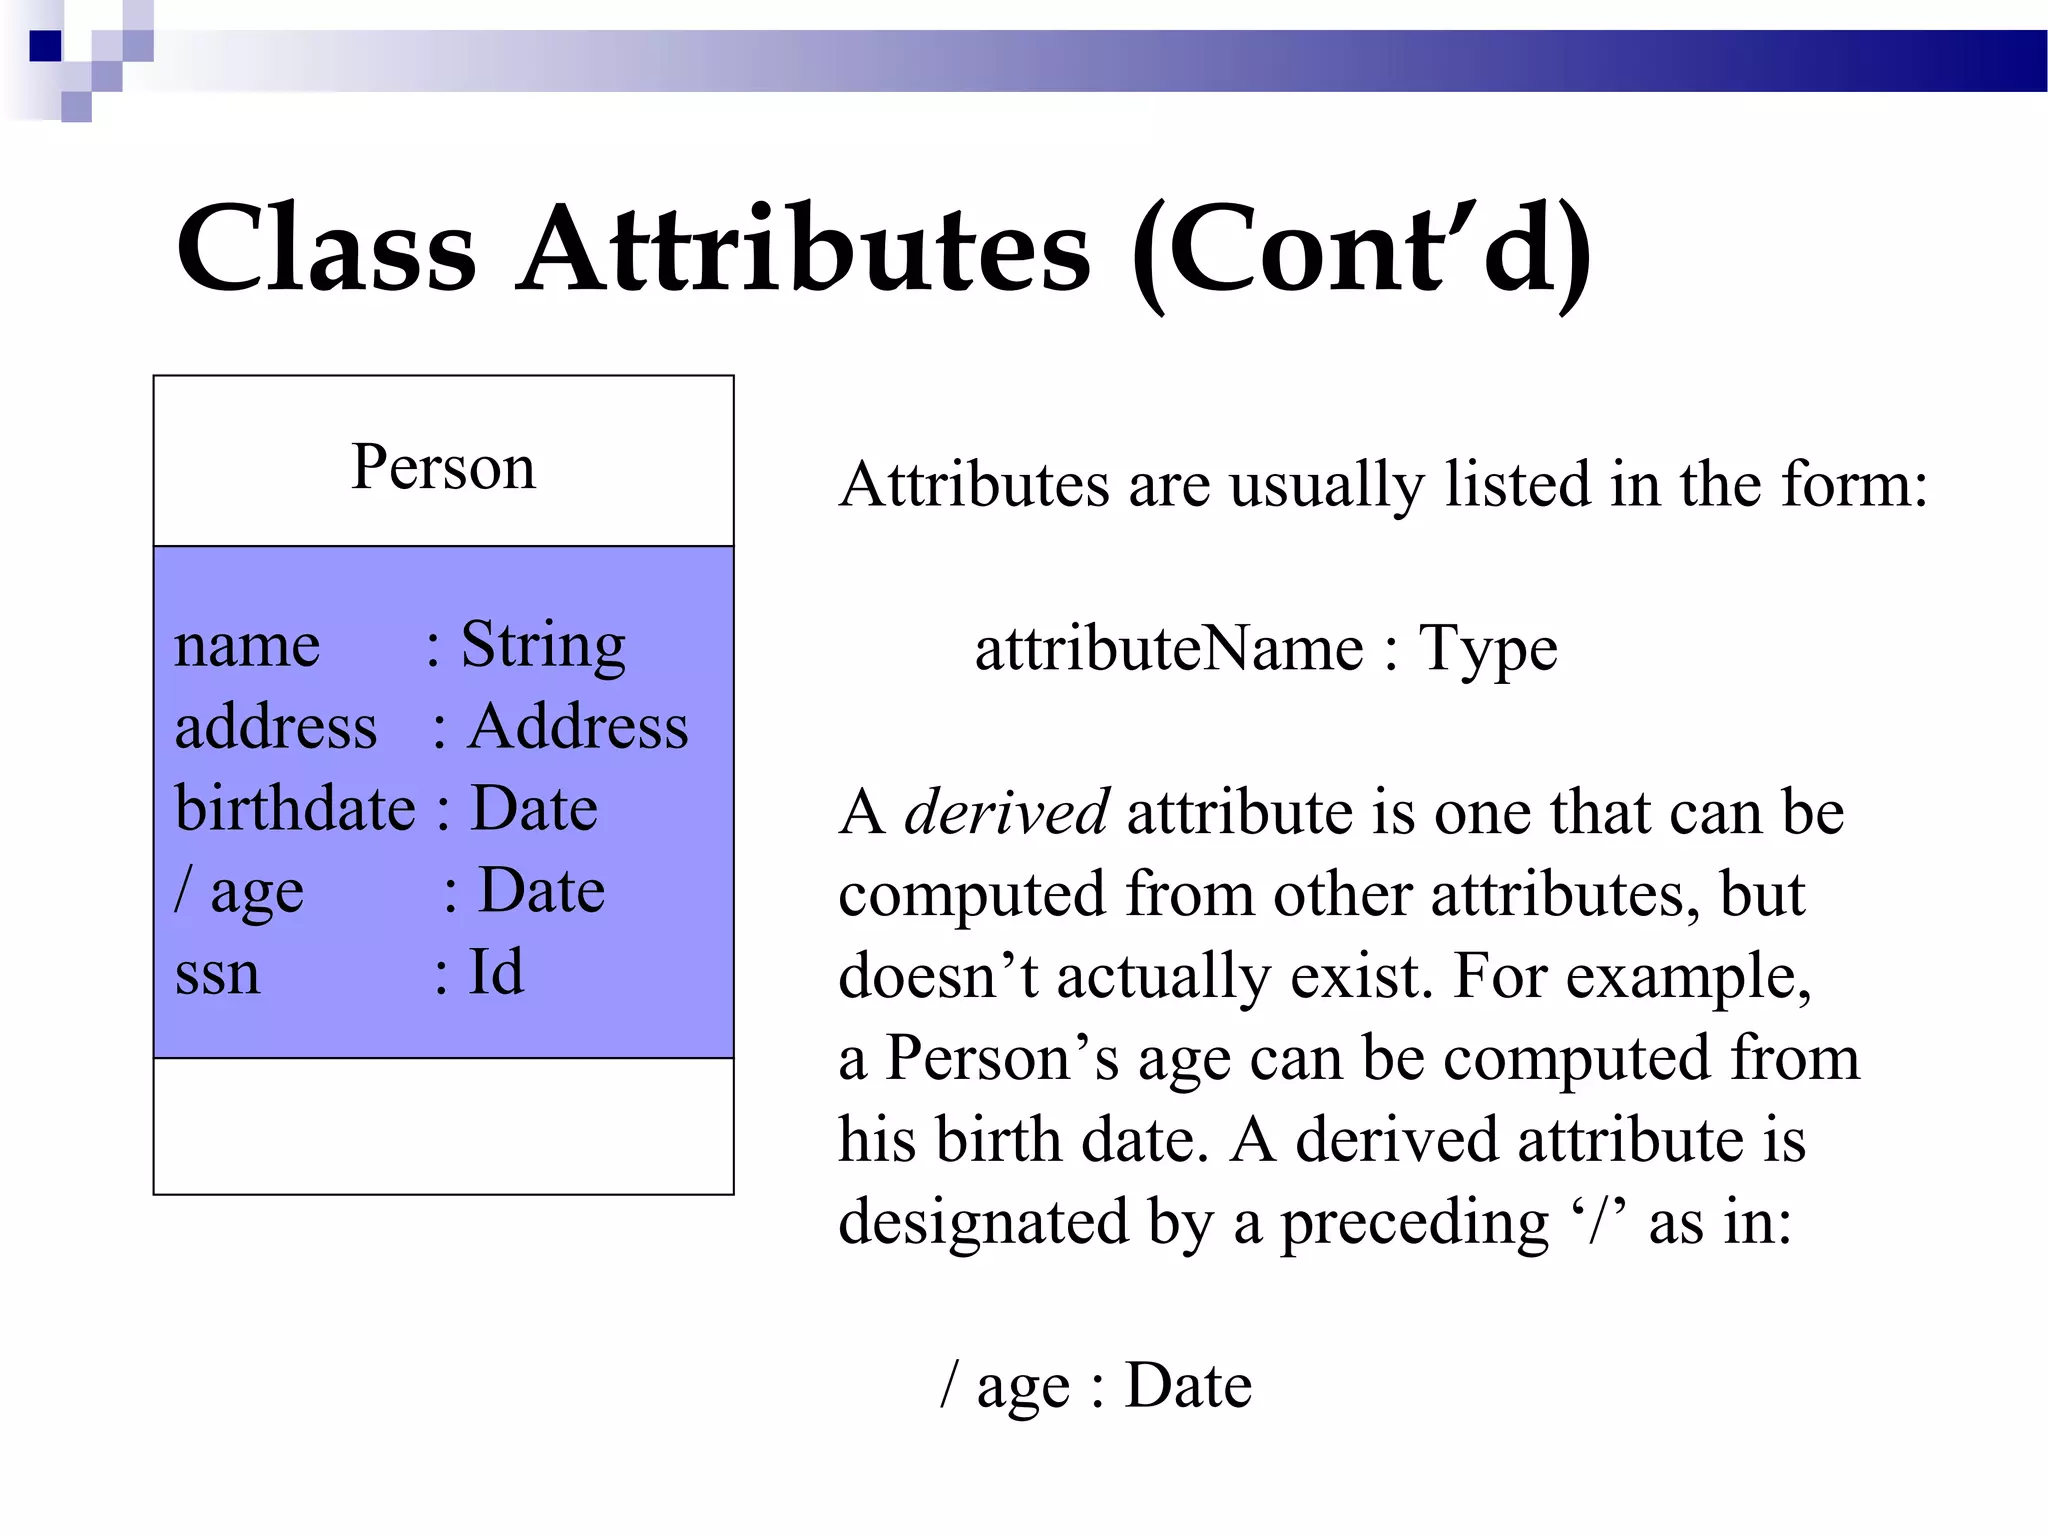 Class Attributes (Cont’d)
Person
name : String
address : Address
birthdate : Date
/ age : Date
ssn : Id
Attributes are usually listed in the form:
attributeName : Type
A derived attribute is one that can be
computed from other attributes, but
doesn’t actually exist. For example,
a Person’s age can be computed from
his birth date. A derived attribute is
designated by a preceding ‘/’ as in:
/ age : Date